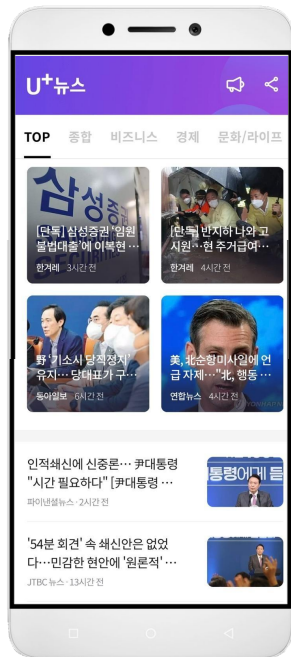 U+뉴스
TOP 종합 비즈니스 경제 문화/라이프
삼성증
[단독] 삼성증권 '임원
불법대출'에 이복현 …
한겨레 3시간 전
[단독] 반지하 나와 고
시원…현 주거급여…
한겨레 4시간 전
野 '기소시 당직정지'
유지… 당대표가 구…
동아일보 6시간 전
美, 北순항미사일에 언
급 자제…"北, 행동 …
연합뉴스 4시간 전
인적쇄신에 신중론… 尹대통령
"시간 필요하다" [尹대통령 …
파이낸셜뉴스 · 2시간 전
통령에게 듣
'54분 회견' 속 쇄신안은 없었
다…민감한 현안에 '원론적' …
JTBC 뉴스 · 13시간 전